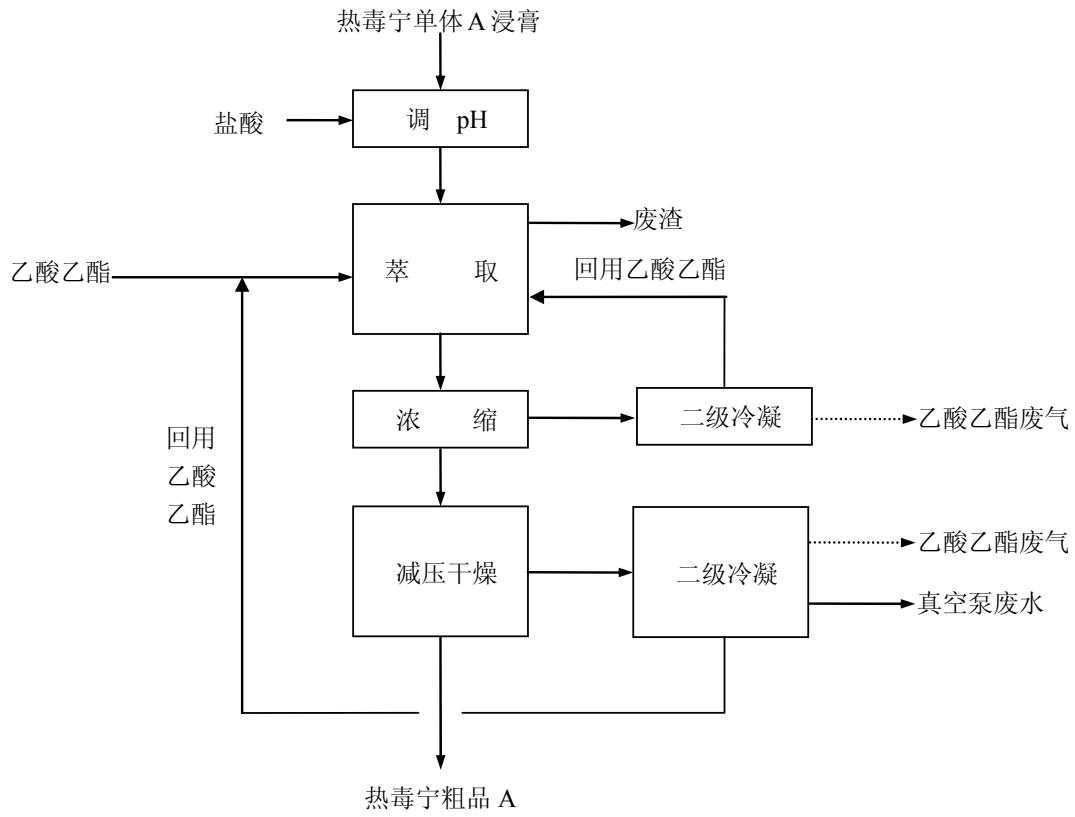 热毒宁单体 A 浸膏
盐酸
调 pH
废渣
乙酸乙酯
萃 取
回用乙酸乙酯
浓 缩
二级冷凝
乙酸乙酯废气
回用
乙酸
乙酯
减压干燥
二级冷凝
乙酸乙酯废气
真空泵废水
热毒宁粗品 A